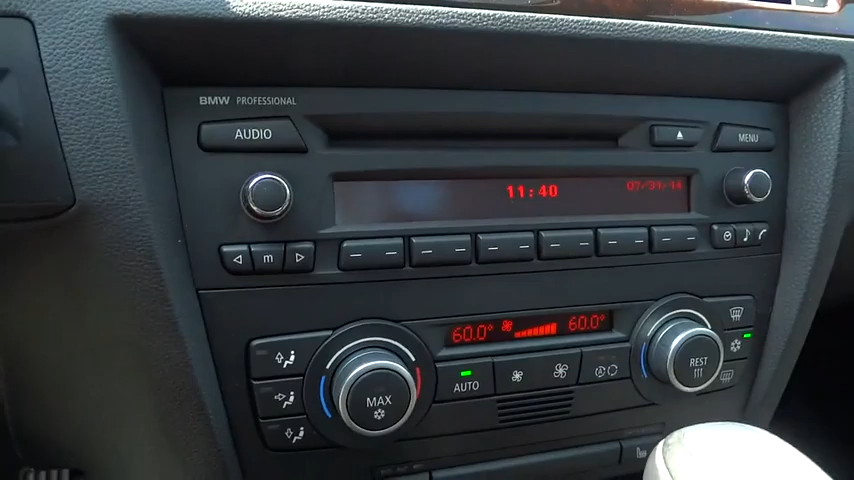 BMW PROFESSIONAL
AUDIO
MENU
11:40
07/31/14
m
60.0°
60.0°
AUTO
MAX
REST